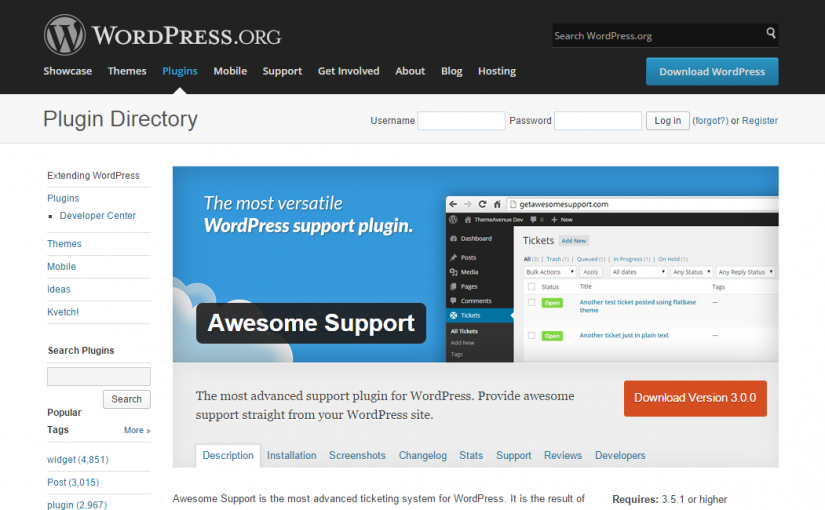 WORDPRESS.ORG
Search WordPress.org
Showcase Themes Plugins Mobile Support Get Involved About Blog Hosting
Download WordPress
Plugin Directory
Username Password Log in (forgot?) or Register
Extending WordPress
Plugins
Developer Center
Themes
Mobile
Ideas
Kvetch!
Search Plugins
Search
Popular
Tags More »
widget (4,851)
Post (3,015)
plugin (2,967)
The most versatile
WordPress support plugin.
Awesome Support
getawesomesupport.com
ThemeAvenue Dev 6 + New
Dashboard
Posts
Media
Pages
Comments
Tickets
All Tickets
Add New
Tags
Tickets Add New
All (3) | Trash (1) | Queued (1) | In Progress (1) | On Hold (1)
Bulk Actions Apply All dates Any Status Any Reply Status
Status Title Tags
Open Another test ticket posted using flatbase
theme —
Open Another ticket just in plain text —
The most advanced support plugin for WordPress. Provide awesome
support straight from your WordPress site.
Download Version 3.0.0
Description Installation Screenshots Changelog Stats Support Reviews Developers
Awesome Support is the most advanced ticketing system for WordPress. It is the result of
Requires: 3.5.1 or higher